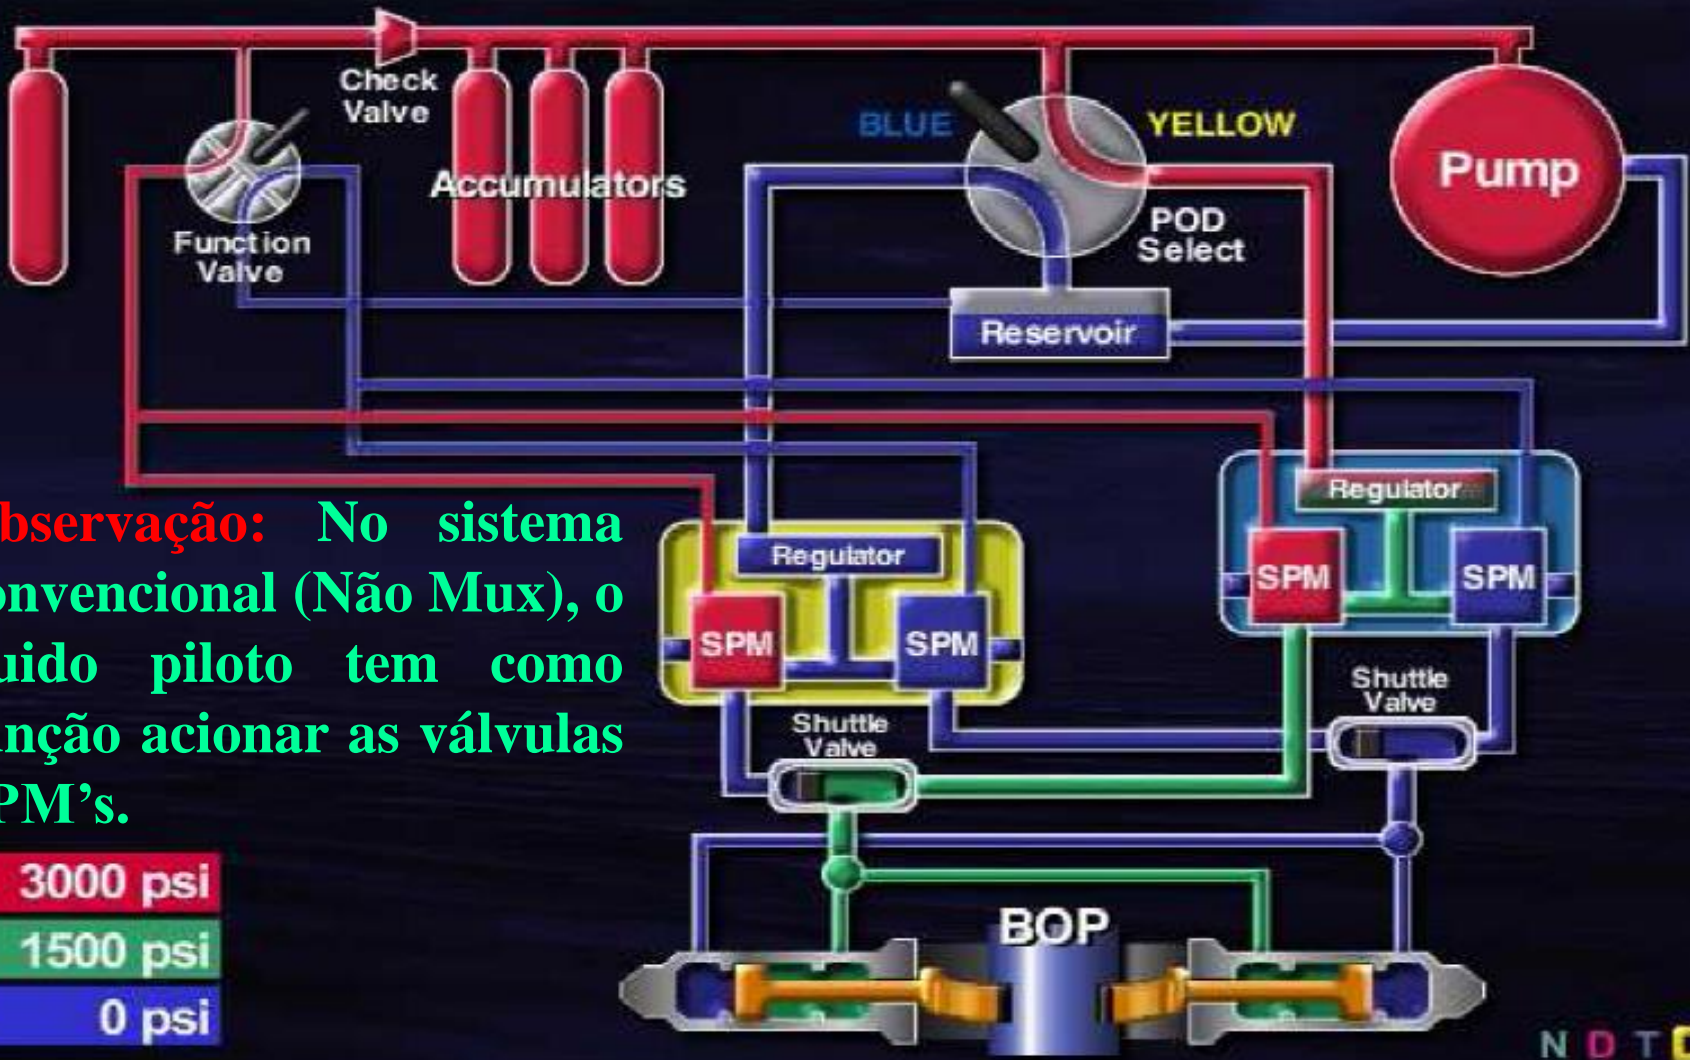 Check
Valve
BLUE
YELLOW
Accumulators
Pump
POD
Select
Function
Valve
Reservoir
Regulator
bservação: No sistema
onvencional (Não Mux), o
uido piloto tem como
unção acionar as válvulas
PM’s.
Regulator
SPM
SPM
SPM
SPM
Shuttle
Valve
Shuttle
Valve
3000 psi
1500 psi
0 psi
BOP
N D T